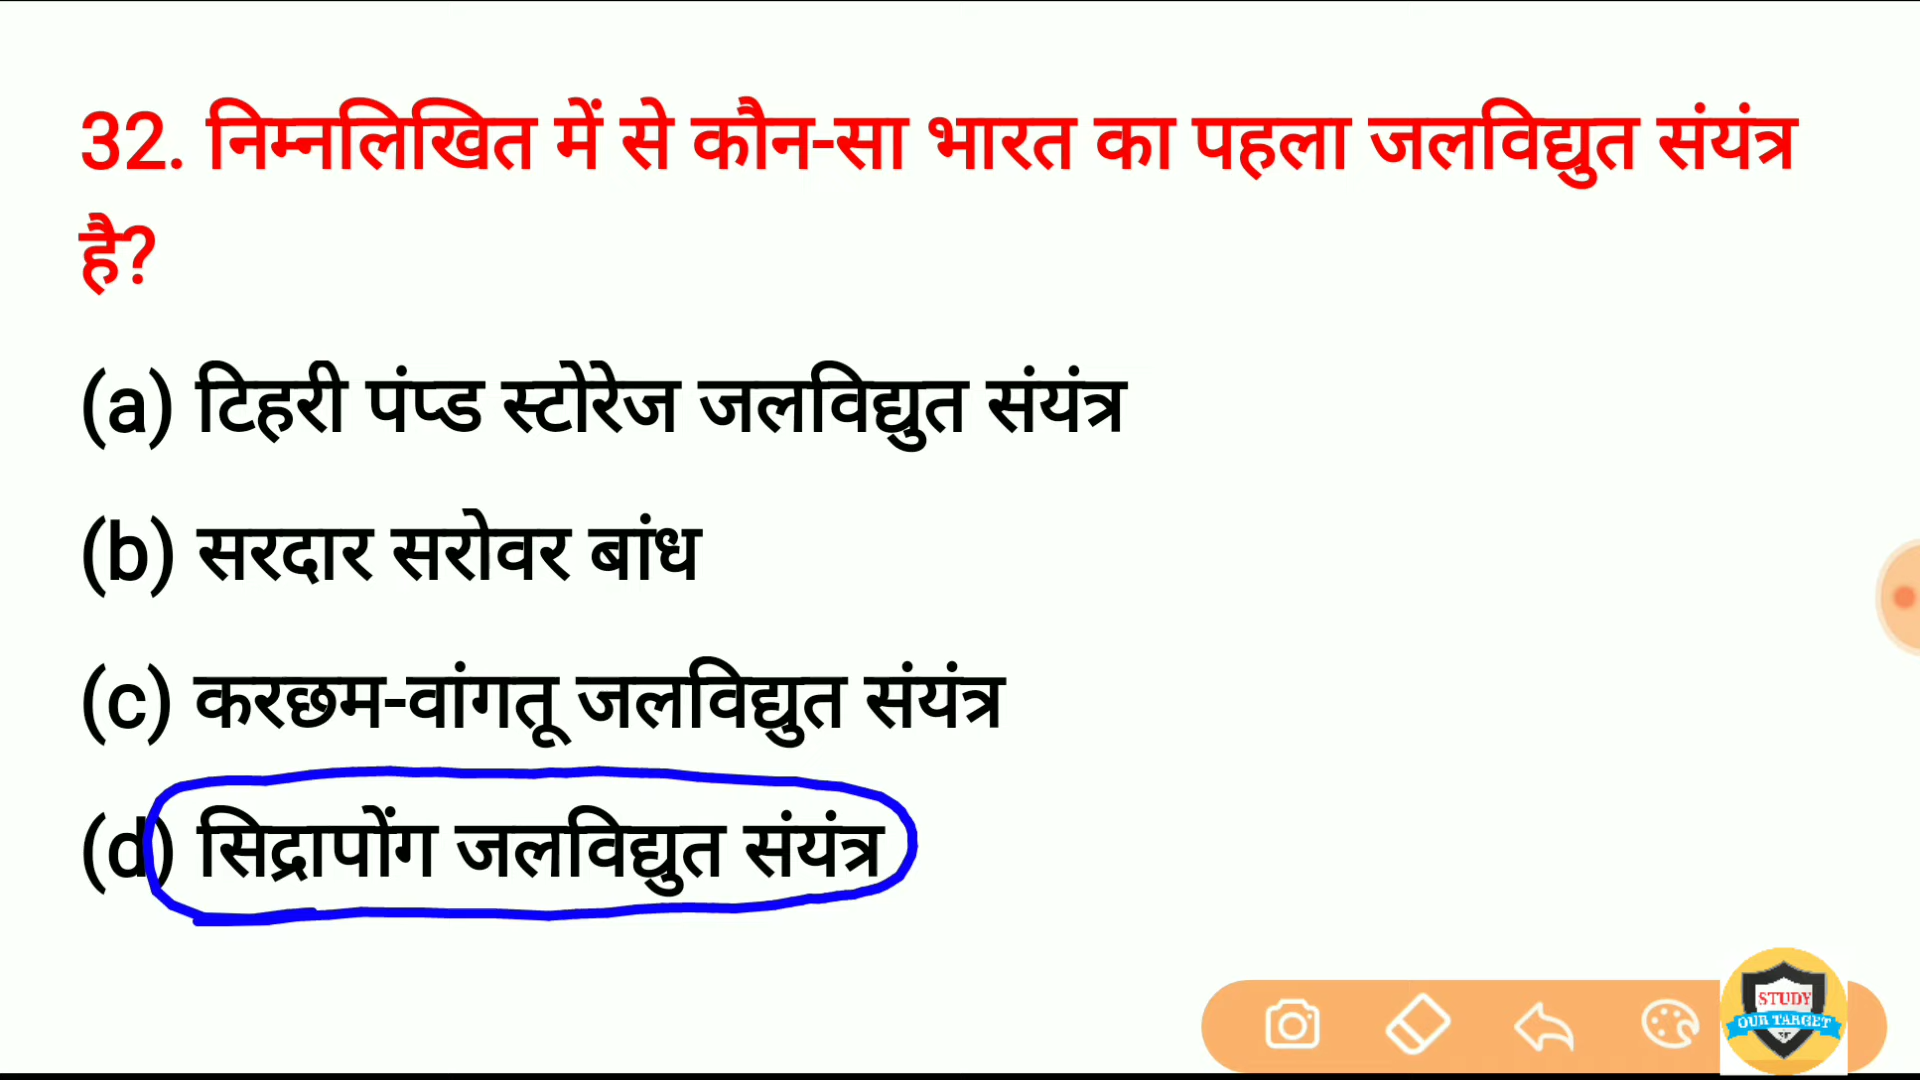 32. निम्नलिखित में से कौन-सा भारत का पहला जलविद्युत संयंत्र
है?
(a) टिहरी पंप्ड स्टोरेज जलविद्युत संयंत्र
(b) सरदार सरोवर बांध
(c) करछम-वांगतू जलविद्युत संयंत्र
(d) सिद्रापोंग जलविद्युत संयंत्र
STUDY
OUR TARGET